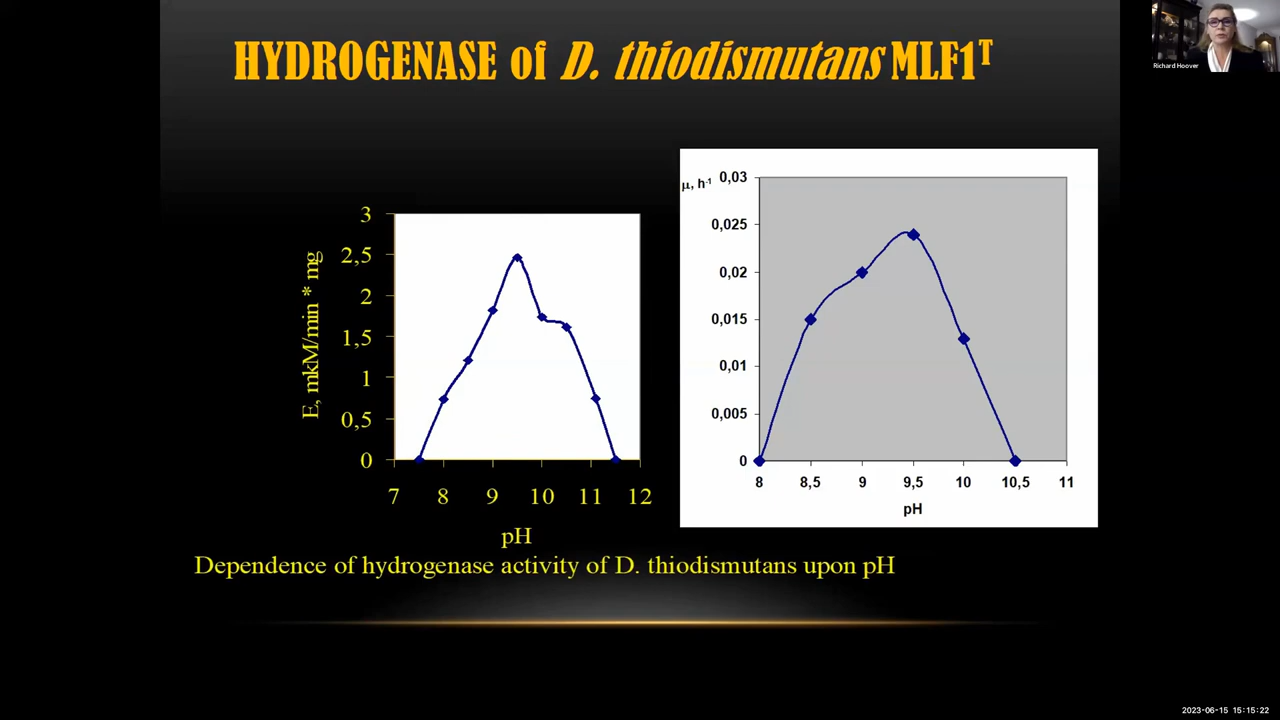 HYDROGENASE of D. thiodismutans MLF1ᵀ
Richard Hoover
E, mkM/min * mg
3
2,5
2
1,5
1
0,5
0
7 8 9 10 11 12
pH
μ, h⁻¹
0,03
0,025
0,02
0,015
0,01
0,005
0
8 8,5 9 9,5 10 10,5 11
pH
Dependence of hydrogenase activity of D. thiodismutans upon pH
2023-06-15 15:15:22